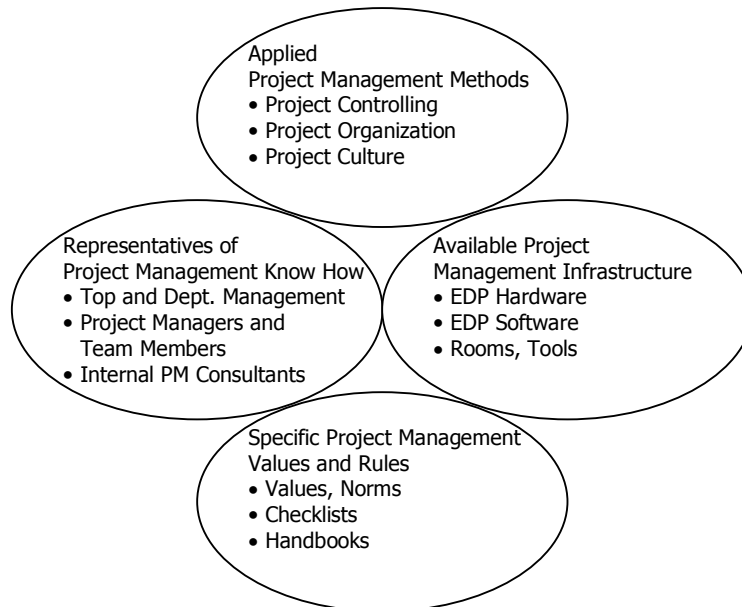 Applied
Project Management Methods
• Project Controlling
• Project Organization
• Project Culture
Representatives of
Project Management Know How
• Top and Dept. Management
• Project Managers and
Team Members
• Internal PM Consultants
Available Project
Management Infrastructure
• EDP Hardware
• EDP Software
• Rooms, Tools
Specific Project Management
Values and Rules
• Values, Norms
• Checklists
• Handbooks